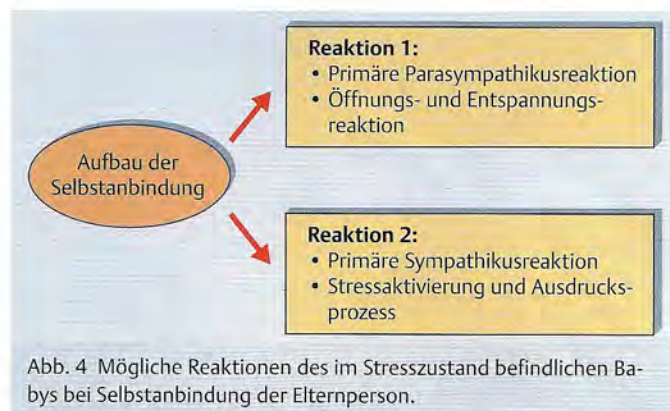 Aufbau der
Selbstanbindung
Reaktion 1:
• Primäre Parasympathikusreaktion
• Öffnungs- und Entspannungs-
reaktion
Reaktion 2:
• Primäre Sympathikusreaktion
• Stressaktivierung und Ausdrucks-
prozess
Abb. 4 Mögliche Reaktionen des im Stresszustand befindlichen Ba-
bys bei Selbstanbindung der Elternperson.